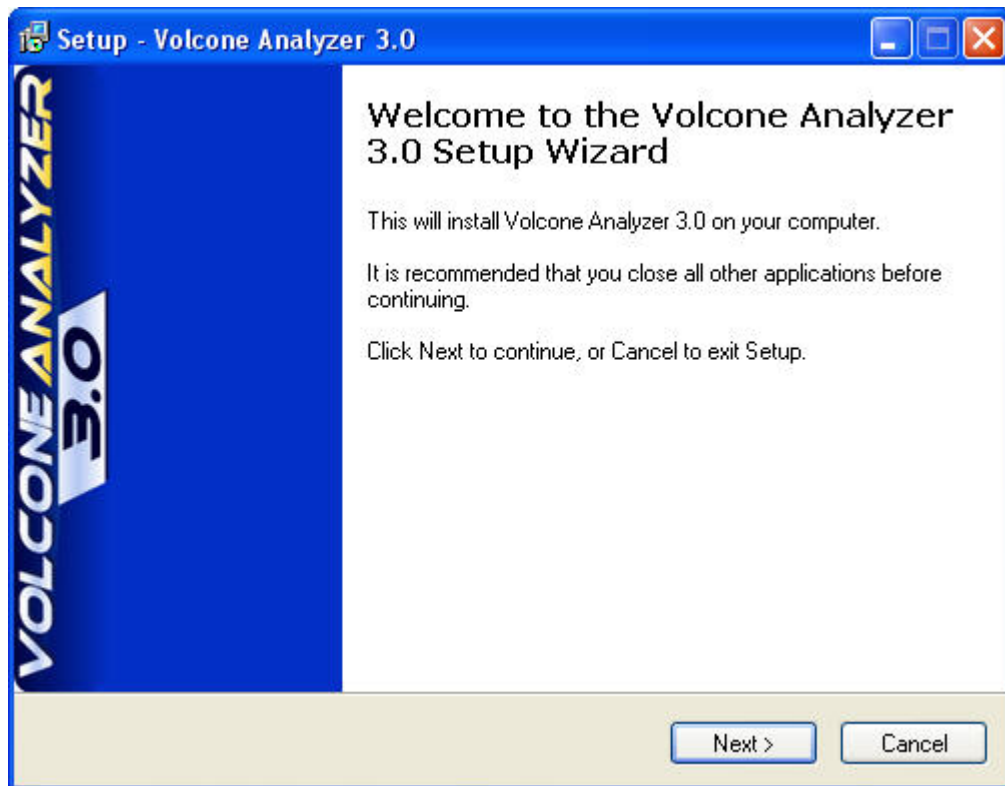 Setup - Volcone Analyzer 3.0
VOLCONE ANALYZER
3.0
Welcome to the Volcone Analyzer
3.0 Setup Wizard
This will install Volcone Analyzer 3.0 on your computer.
It is recommended that you close all other applications before
continuing.
Click Next to continue, or Cancel to exit Setup.
Next >
Cancel